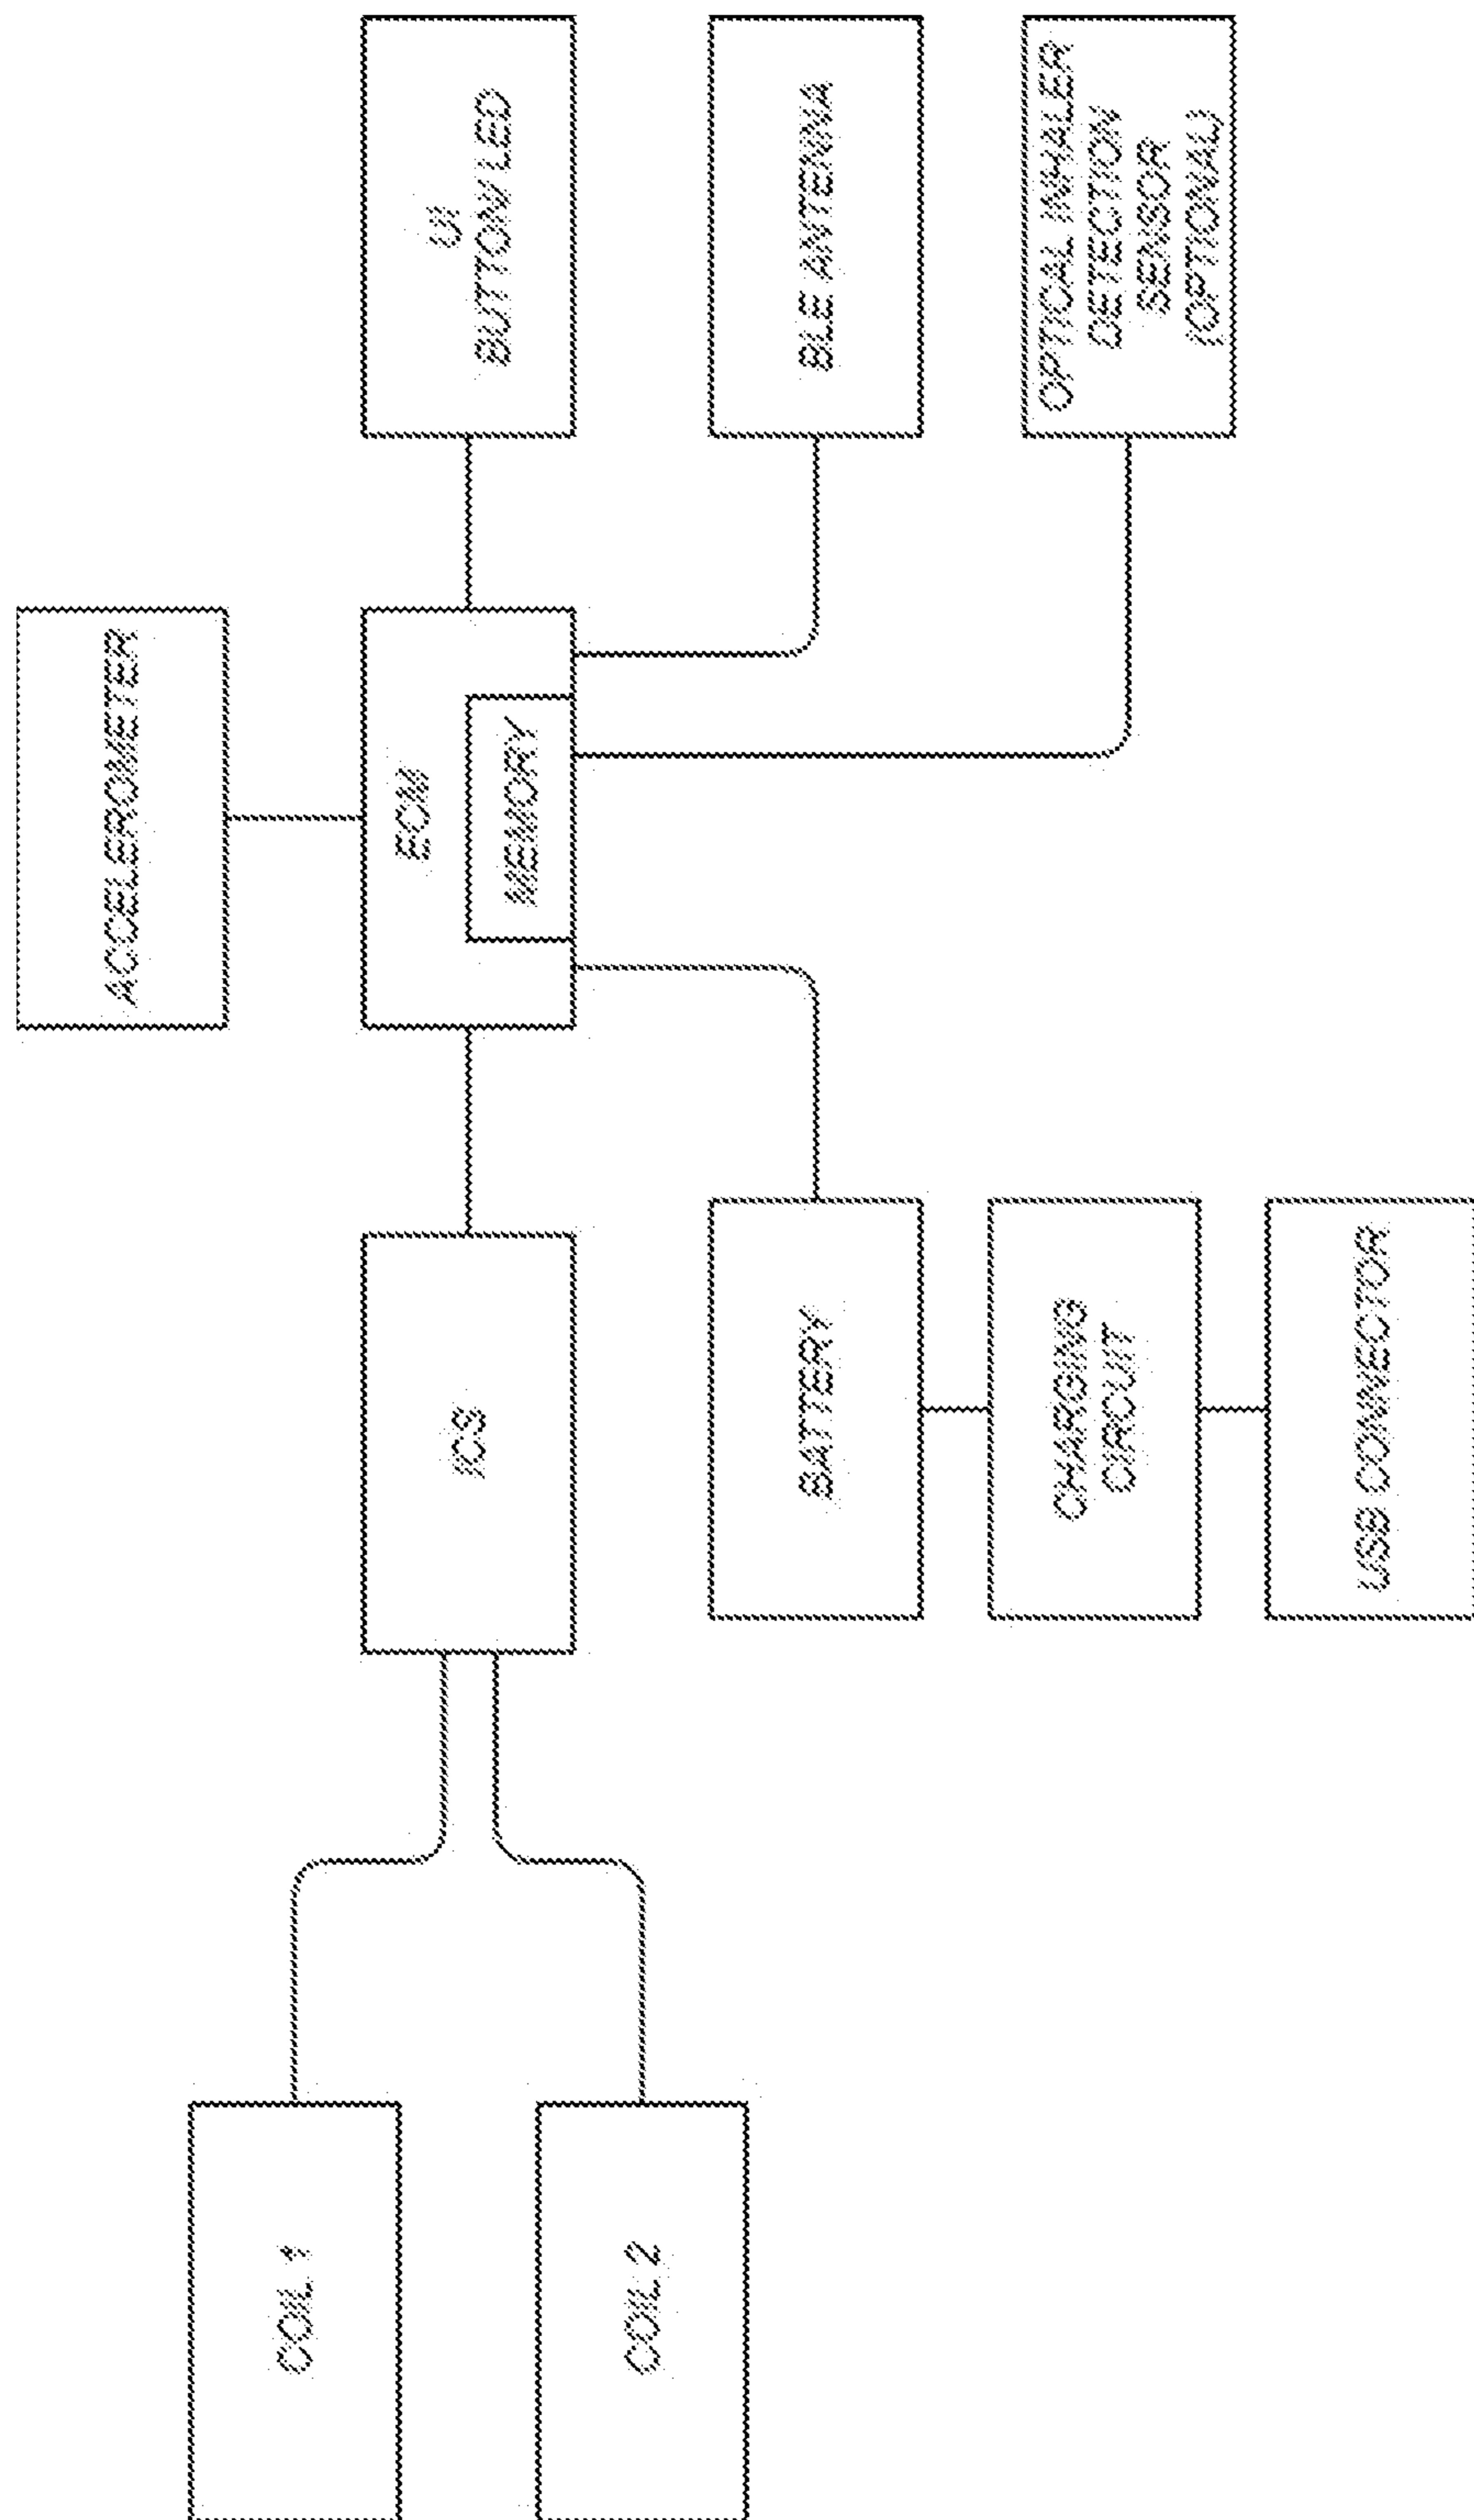 ACCELEROMETER
COIL 1
ICS
ECM
UI
BUTTON/ LED
MEMORY
COIL 2
BATTERY
BLE ANTENNA
CHARGING
CIRCUIT
OPTICAL INHALER
DETECTION
SENSOR
(OPTIONAL)
USB CONNECTOR